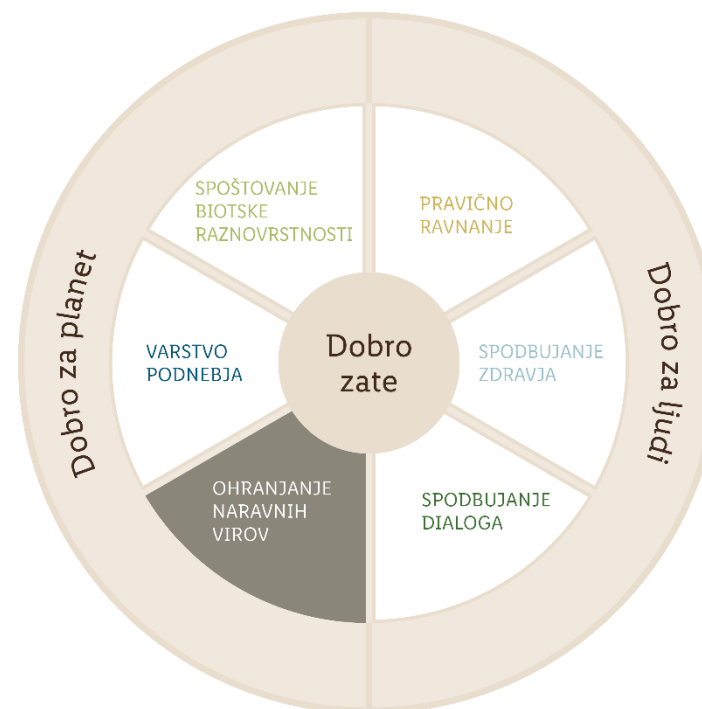 SPOŠTOVANJE
BIOTSKE
RAZNOVRSTNOSTI
PRAVIČNO
RAVNANJE
Dobro za planet
VARSTVO
PODNEBJA
Dobro
zate
SPODBUJANJE
ZDRAVJA
Dobro za ljudi
OHRANJANJE
NARAVNIH
VIROV
SPODBUJANJE
DIALOGA